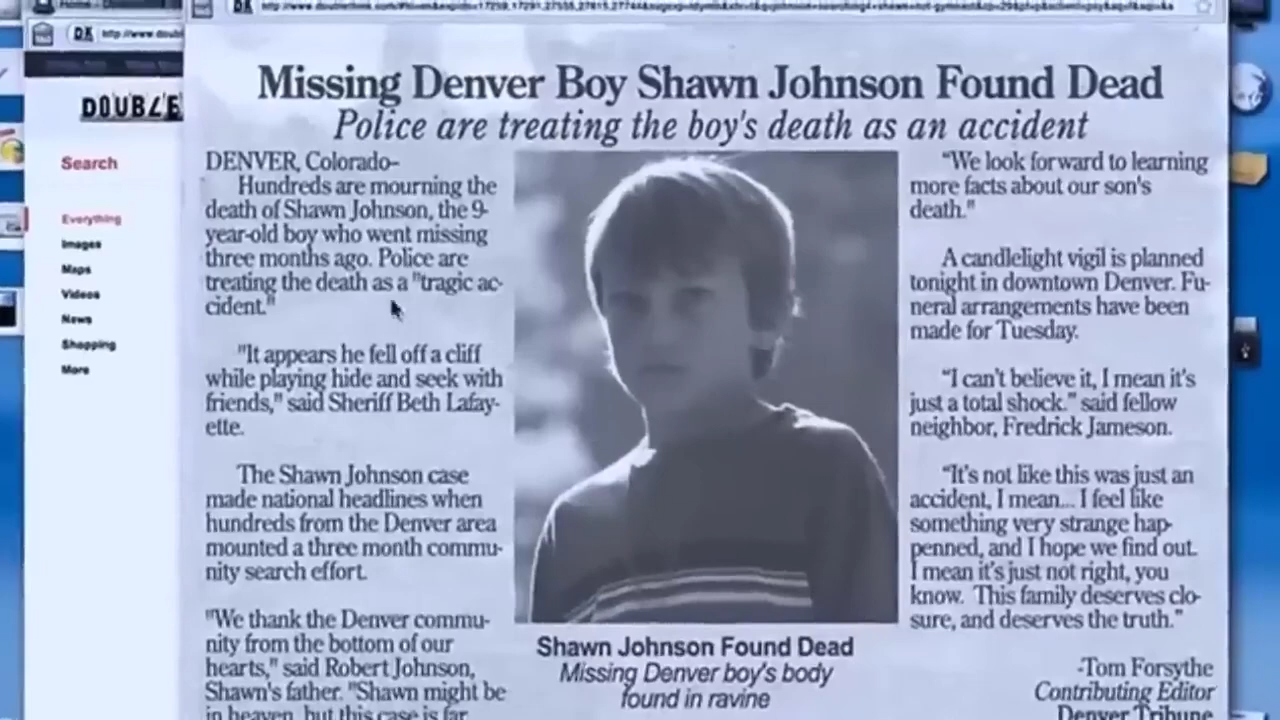 DK http://www.double
DK
DOUBLE
Search
Everything
Images
Maps
Videos
News
Shopping
More
Missing Denver Boy Shawn Johnson Found Dead
Police are treating the boy's death as an accident
DENVER, Colorado–
Hundreds are mourning the
death of Shawn Johnson, the 9-
year-old boy who went missing
three months ago. Police are
treating the death as a "tragic ac-
cident."
"It appears he fell off a cliff
while playing hide and seek with
friends," said Sheriff Beth Lafay-
ette.
The Shawn Johnson case
made national headlines when
hundreds from the Denver area
mounted a three month commu-
nity search effort.
"We thank the Denver commu-
nity from the bottom of our
hearts," said Robert Johnson,
Shawn's father. "Shawn might be
in heaven, but this case is far
Shawn Johnson Found Dead
Missing Denver boy's body
found in ravine
"We look forward to learning
more facts about our son's
death."
A candlelight vigil is planned
tonight in downtown Denver. Fu-
neral arrangements have been
made for Tuesday.
"I can't believe it, I mean it's
just a total shock." said fellow
neighbor, Fredrick Jameson.
"It's not like this was just an
accident, I mean... I feel like
something very strange hap-
penned, and I hope we find out.
I mean it's just not right, you
know. This family deserves clo-
sure, and deserves the truth."
-Tom Forsythe
Contributing Editor
Denver Tribune